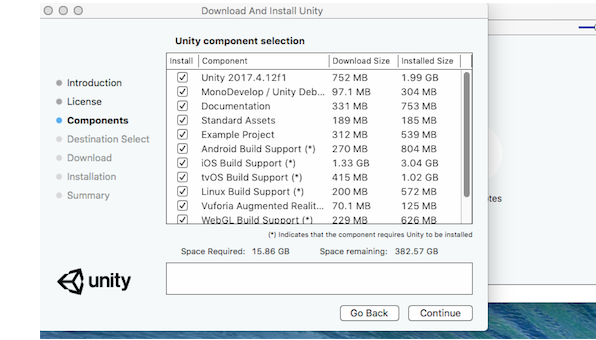 Download And Install Unity
Unity component selection
Install Component Download Size Installed Size
Unity 2017.4.12f1 752 MB 1.99 GB
MonoDevelop / Unity Deb... 97.1 MB 304 MB
Documentation 331 MB 753 MB
Standard Assets 189 MB 185 MB
Example Project 312 MB 539 MB
Android Build Support (*) 270 MB 804 MB
iOS Build Support (*) 1.33 GB 3.04 GB
tvOS Build Support (*) 415 MB 1.02 GB
Linux Build Support (*) 200 MB 572 MB
Vuforia Augmented Realit... 70.1 MB 125 MB
WebGL Build Support (*) 229 MB 626 MB
Introduction
License
Components
Destination Select
Download
Installation
Summary
(*) Indicates that the component requires Unity to be installed
Space Required: 15.86 GB Space remaining: 382.57 GB
unity
Go Back Continue
tes